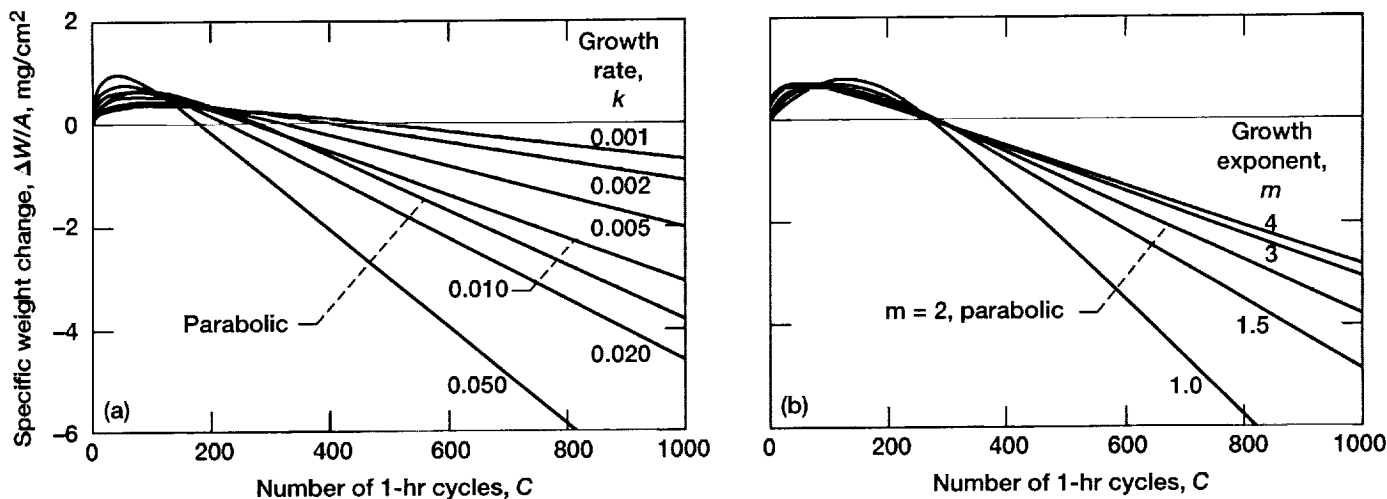 Specific weight change, ΔW/A, mg/cm²
2
0
−2
−4
−6
Growth
rate,
k
0.001
0.002
0.005
0.010
Parabolic
0.020
0.050
(a)
0 200 400 600 800 1000
Number of 1-hr cycles, C
Growth
exponent,
m
4
3
m = 2, parabolic
1.5
1.0
(b)
0 200 400 600 800 1000
Number of 1-hr cycles, C